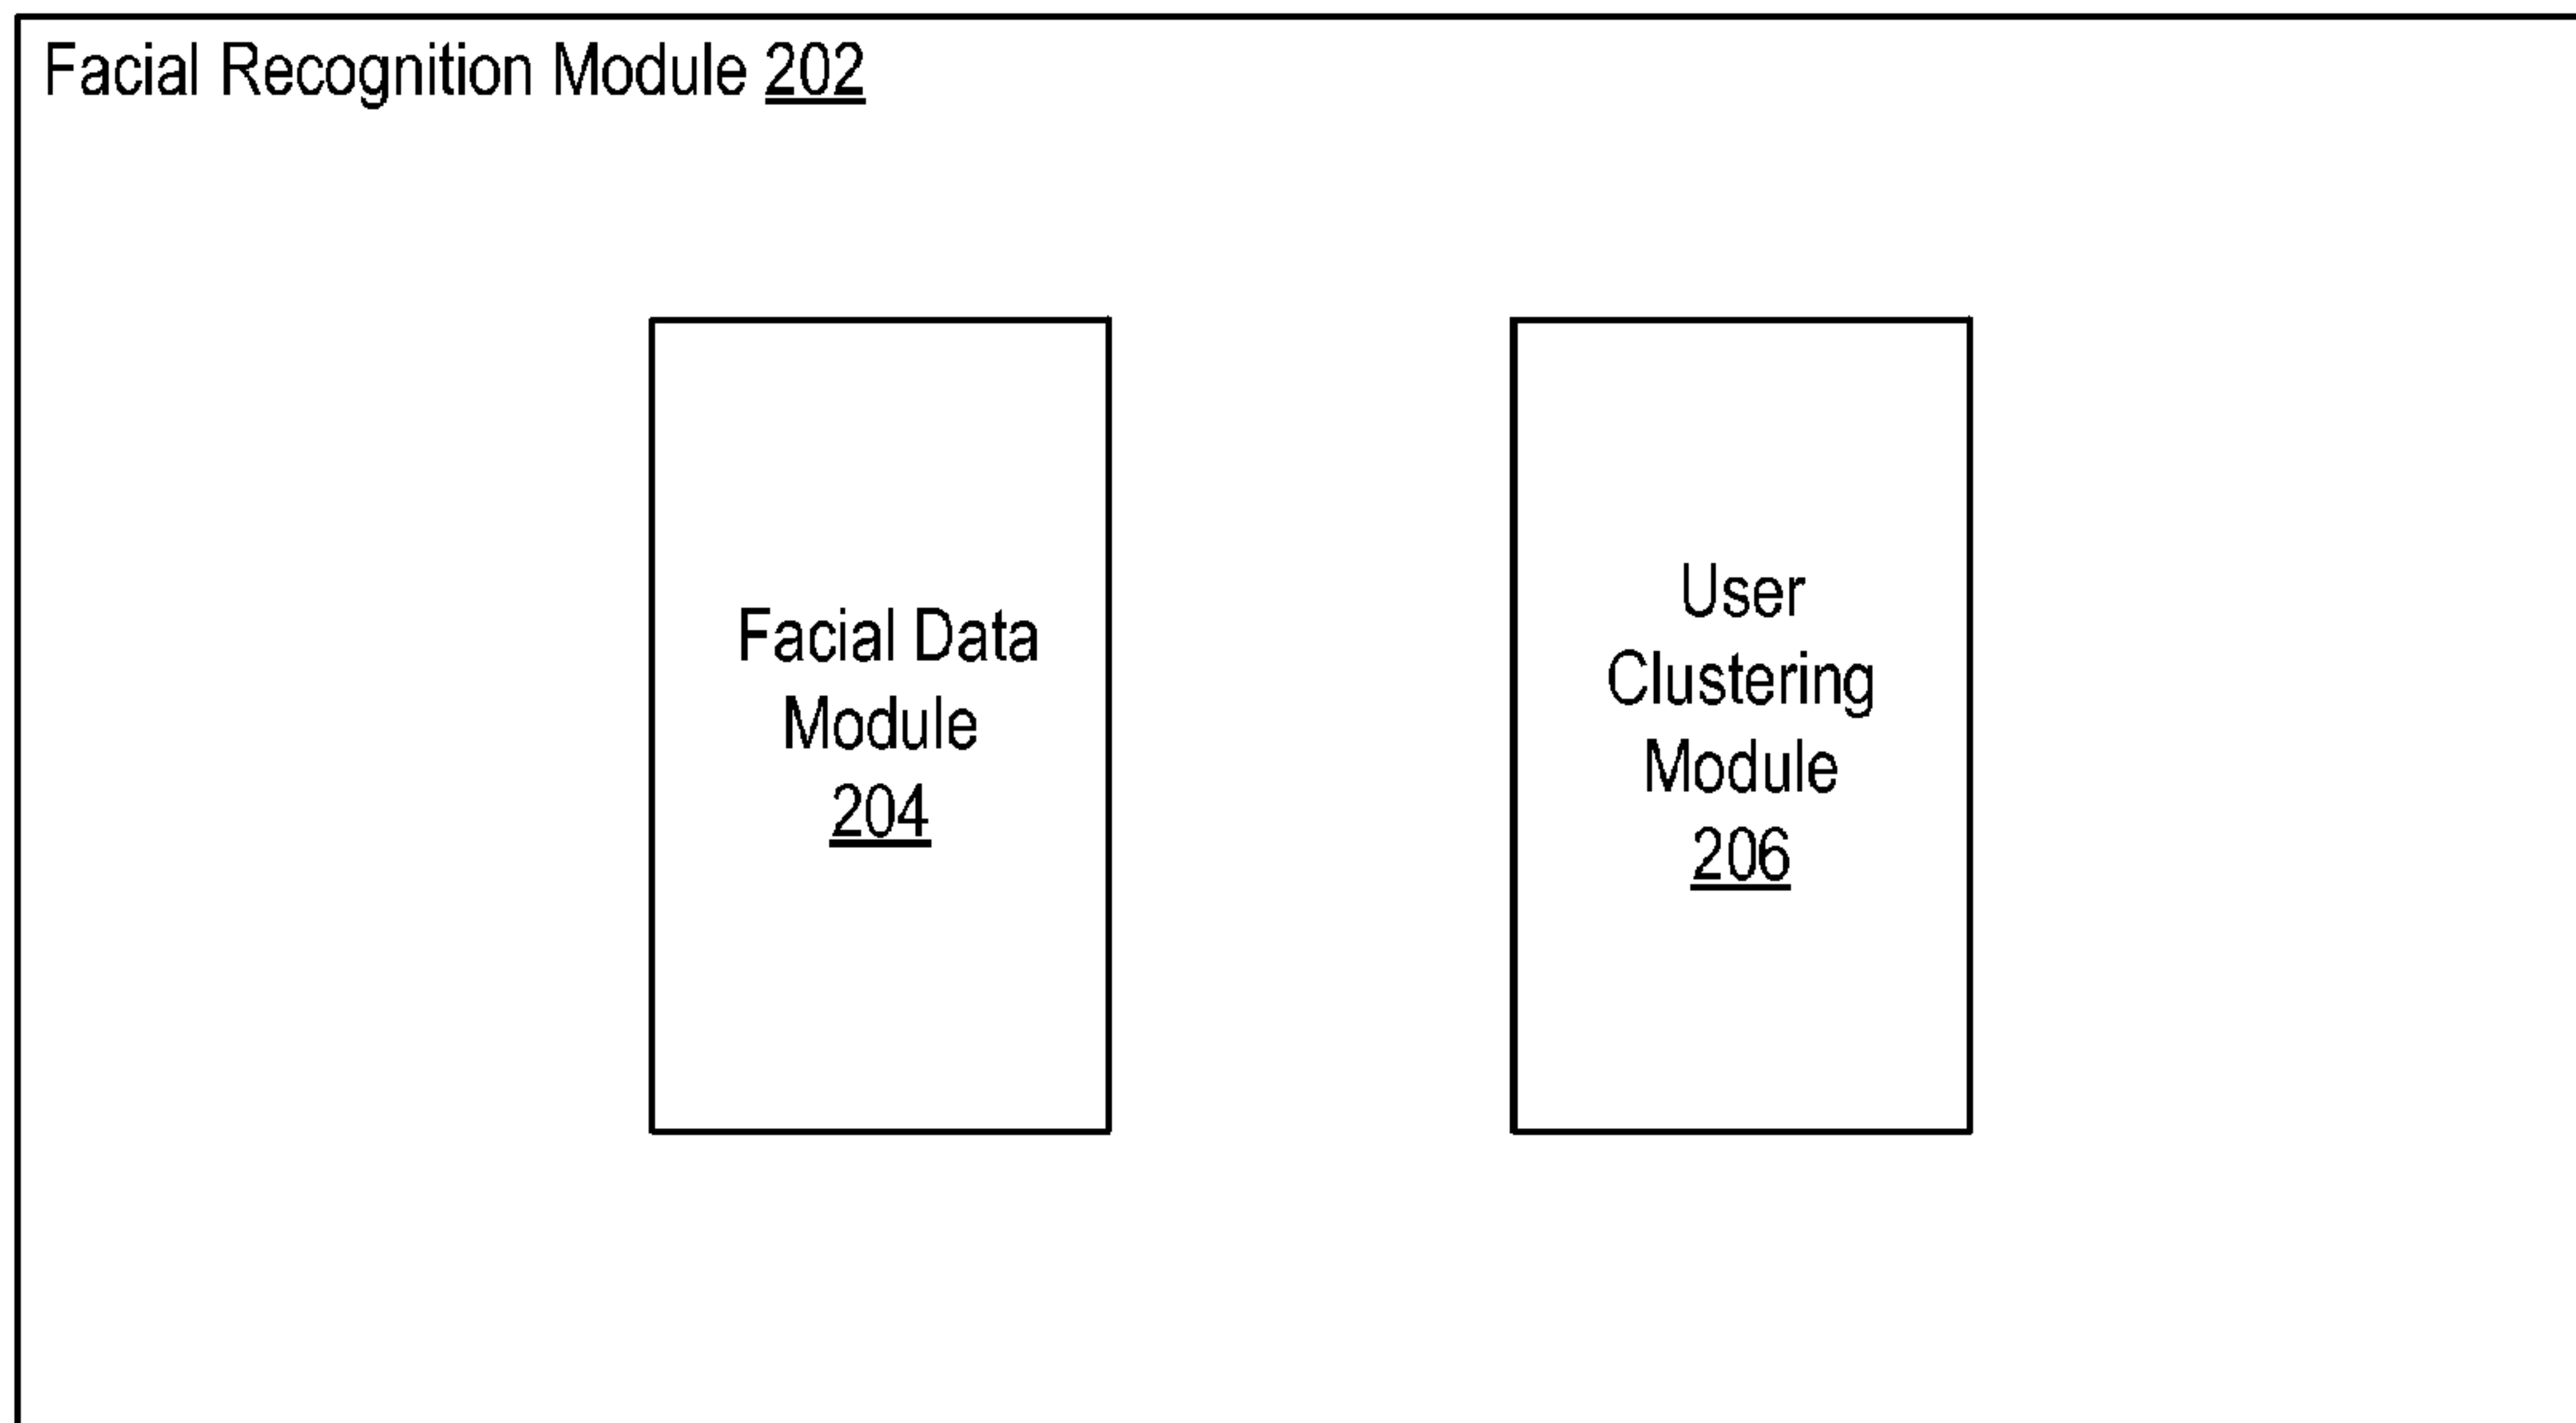 Facial Recognition Module 202
Facial Data
Module
204
User
Clustering
Module
206